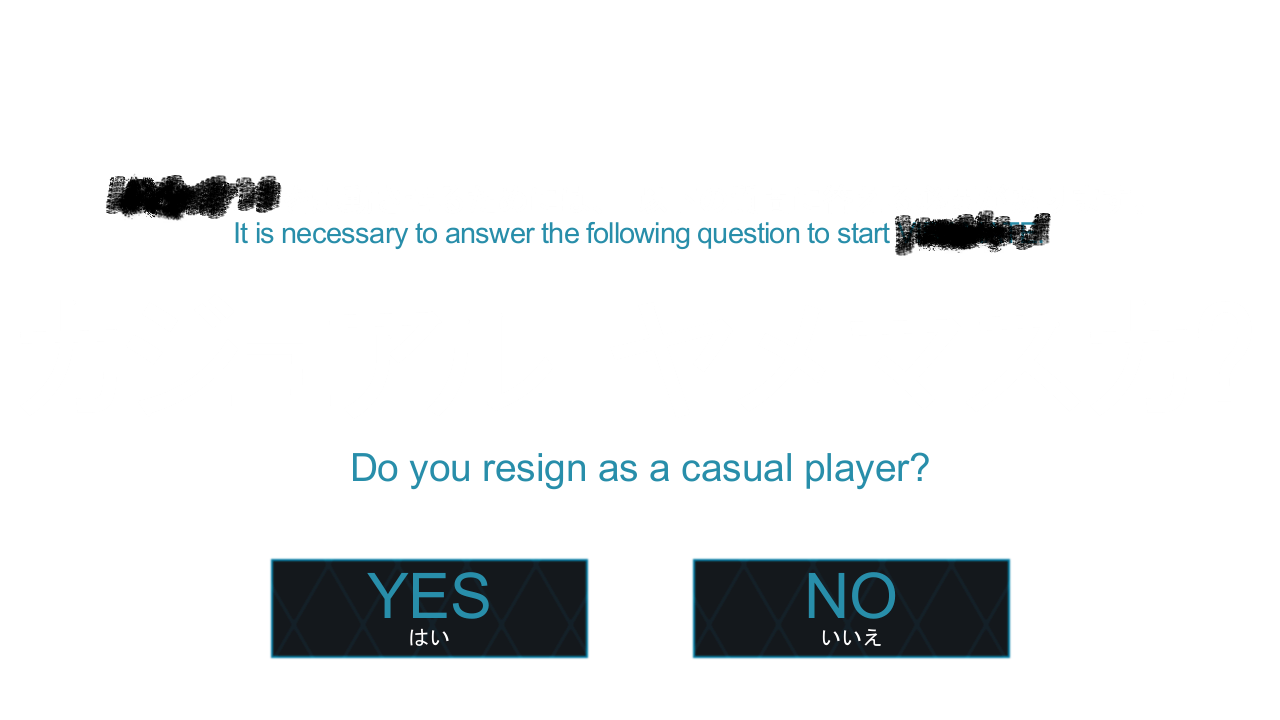 It is necessary to answer the following question to start
Do you resign as a casual player?
YES
はい
NO
いいえ